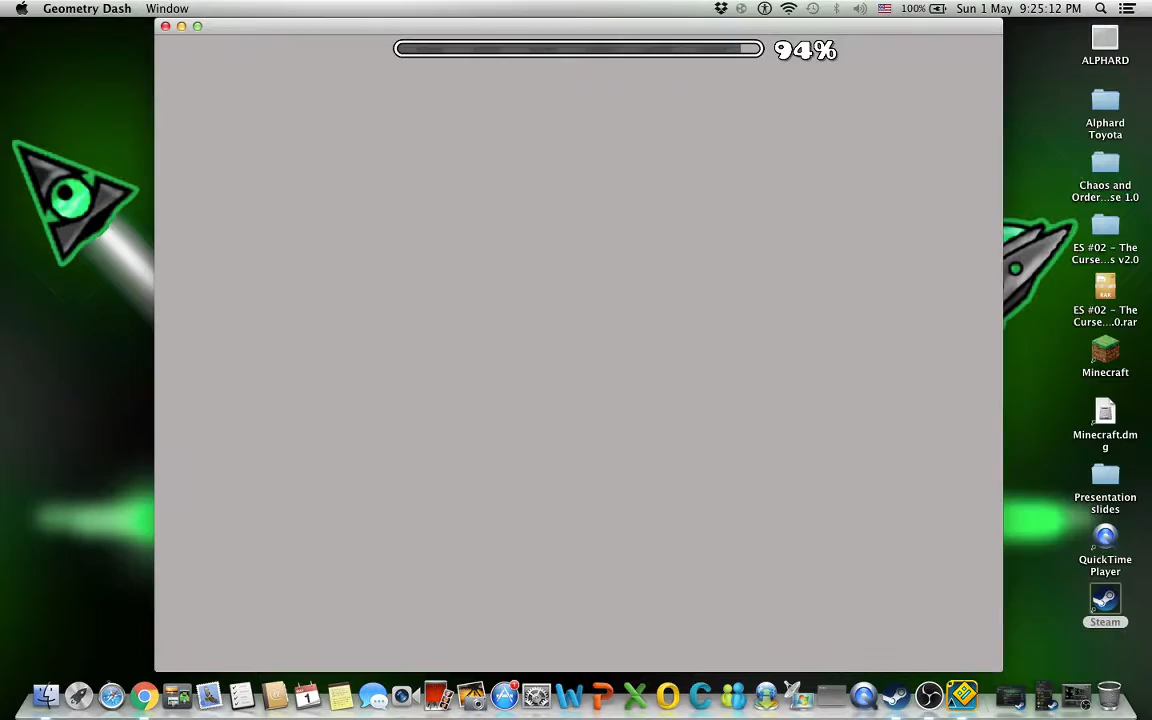 Geometry Dash Window 100% Sun 1 May 9:25:12 PM
94%
ALPHARD
Alphard
Toyota
Chaos and
Order...se 1.0
ES #02 - The
Curse...s v2.0
RAR
ES #02 - The
Curse....0.rar
Minecraft
Minecraft.dm
g
Presentation
slides
QuickTime
Player
Steam